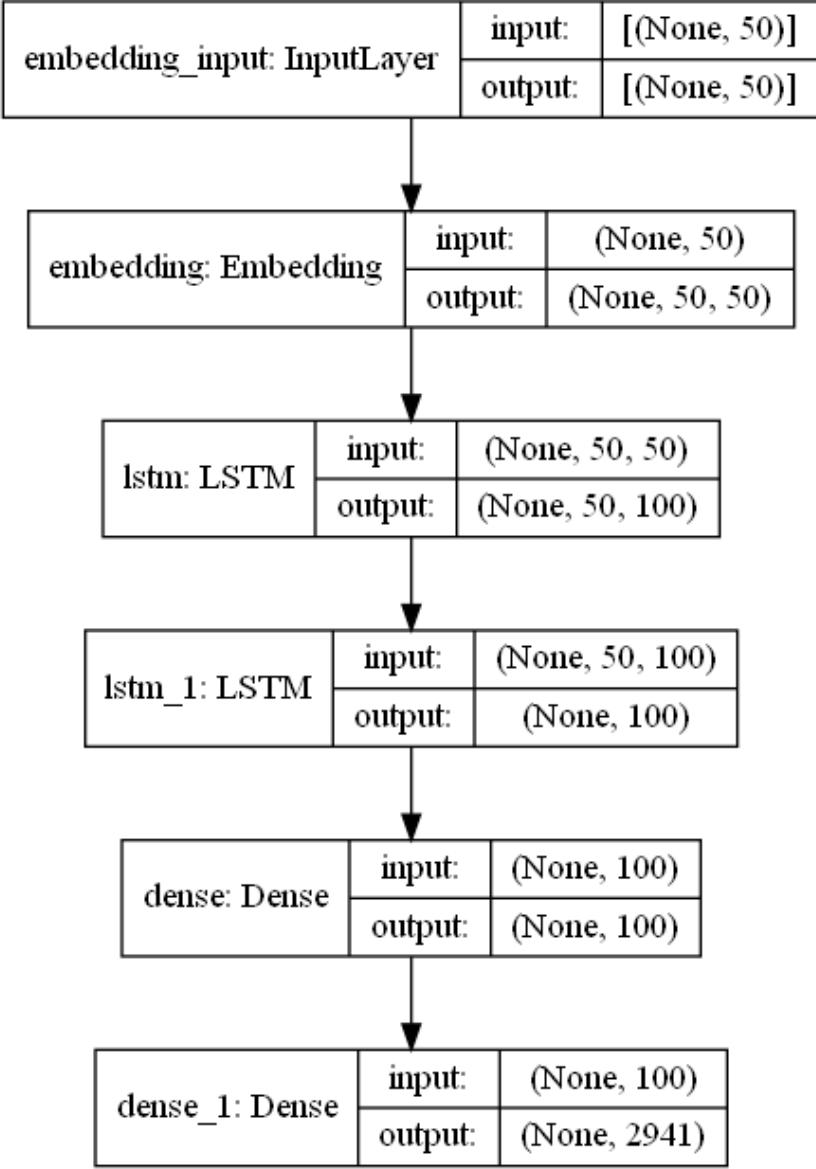 embedding_input: InputLayer input: [(None, 50)]
output: [(None, 50)]
embedding: Embedding input: (None, 50)
output: (None, 50, 50)
lstm: LSTM input: (None, 50, 50)
output: (None, 50, 100)
lstm_1: LSTM input: (None, 50, 100)
output: (None, 100)
dense: Dense input: (None, 100)
output: (None, 100)
dense_1: Dense input: (None, 100)
output: (None, 2941)